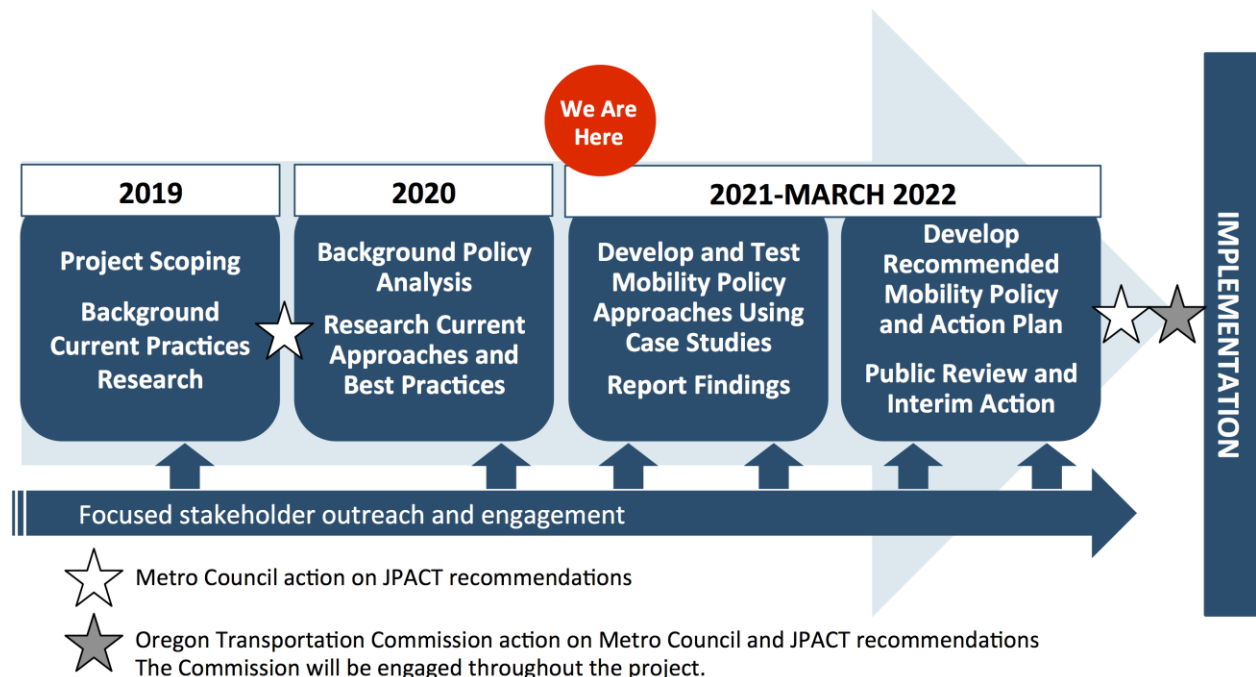 We Are
Here
2019
2020
2021-MARCH 2022
Project Scoping
Background
Current Practices
Research
Background Policy
Analysis
Research Current
Approaches and
Best Practices
Develop and Test
Mobility Policy
Approaches Using
Case Studies
Report Findings
Develop
Recommended
Mobility Policy
and Action Plan
Public Review and
Interim Action
IMPLEMENTATION
Focused stakeholder outreach and engagement
Metro Council action on JPACT recommendations
Oregon Transportation Commission action on Metro Council and JPACT recommendations
The Commission will be engaged throughout the project.